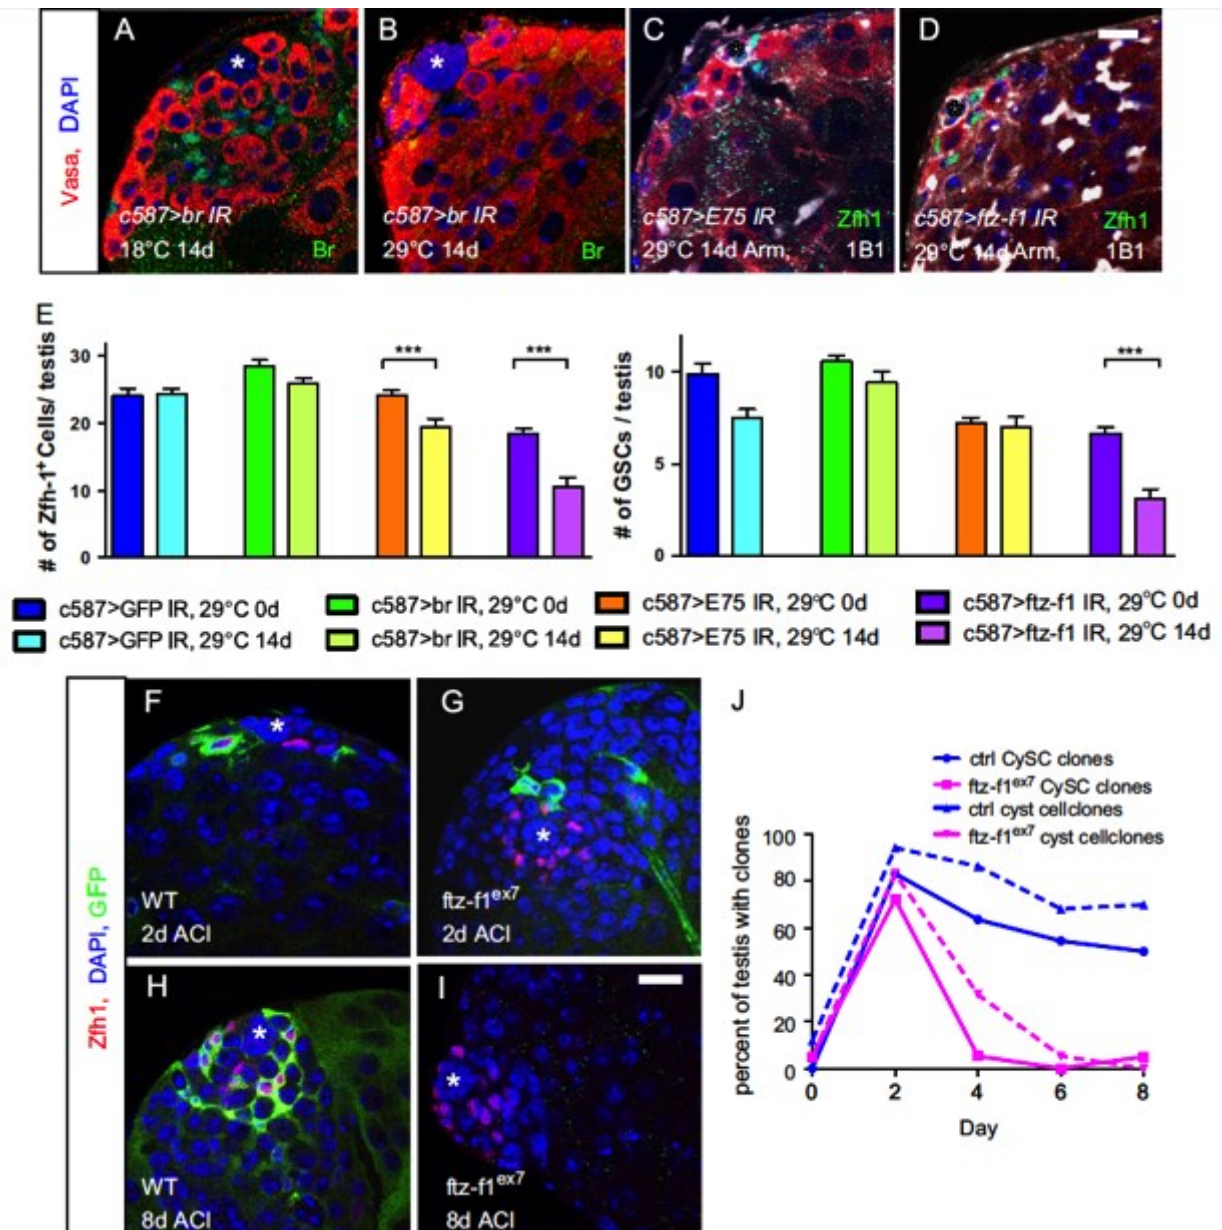 Vasa, DAPI
A
c587>br IR
18°C 14d
Br
B
*
c587>br IR
29°C 14d
Br
C
c587>E75 IR
Zfh1
29°C 14d Arm,
1B1
D
c587>ftz-f1 IR
Zfh1
29°C 14d Arm,
1B1
E
# of Zfh-1+ Cells/ testis
30
20
10
0
***
***
# of GSCs / testis
10
5
0
***
c587>GFP IR, 29°C 0d
c587>br IR, 29°C 0d
c587>E75 IR, 29°C 0d
c587>ftz-f1 IR, 29°C 0d
c587>GFP IR, 29°C 14d
c587>br IR, 29°C 14d
c587>E75 IR, 29°C 14d
c587>ftz-f1 IR, 29°C 14d
Zfh1, DAPI, GFP
F
*
WT
2d ACI
G
*
ftz-f1ex7
2d ACI
H
*
WT
8d ACI
I
*
ftz-f1ex7
8d ACI
J
ctrl CySC clones
ftz-f1ex7 CySC clones
ctrl cyst cellclones
ftz-f1ex7 cyst cellclones
percent of testis with clones
100
80
60
40
20
0
0 2 4 6 8
Day